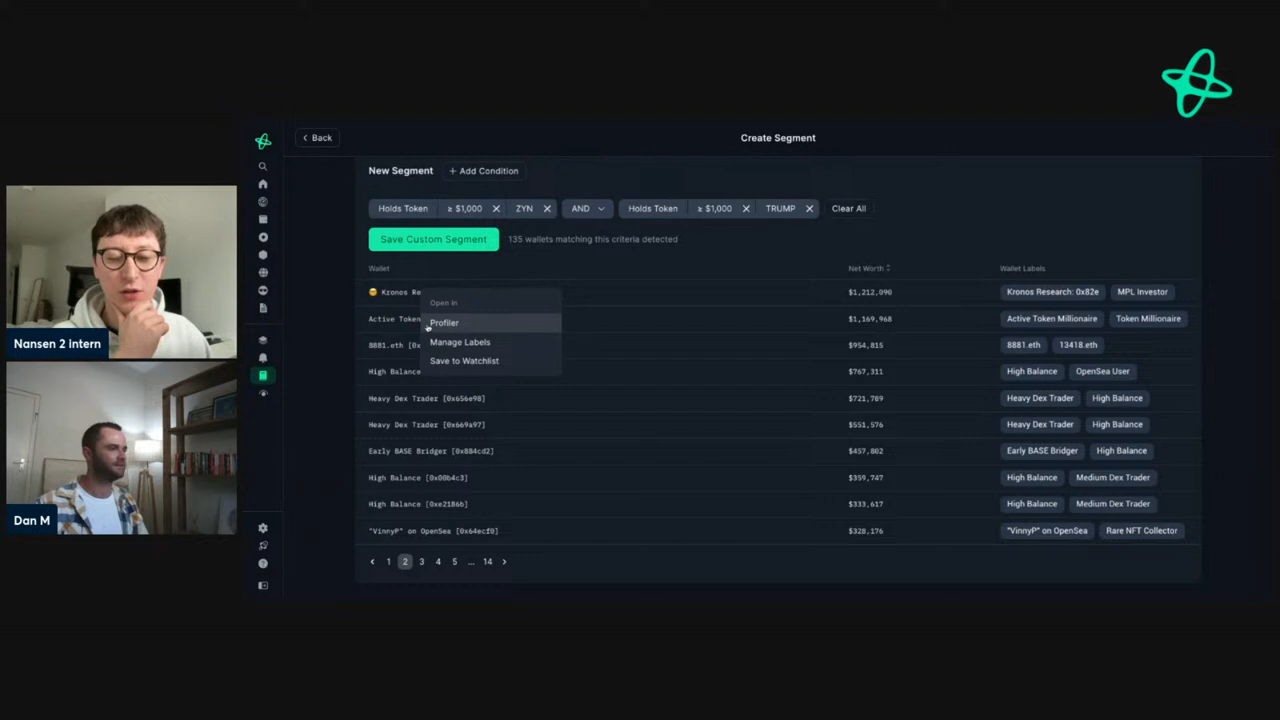 Back
Create Segment
New Segment
+ Add Condition
Holds Token ≥ $1,000 ZYN AND Holds Token ≥ $1,000 TRUMP Clear All
Save Custom Segment
135 wallets matching this criteria detected
Wallet Net Worth Wallet Labels
Kronos Re $1,212,090 Kronos Research: 0x82e MPL Investor
Open in
Active Token $1,169,968 Active Token Millionaire Token Millionaire
Profiler
8881.eth [0x $954,815 8881.eth 13418.eth
Manage Labels
Save to Watchlist
High Balance $767,311 High Balance OpenSea User
Heavy Dex Trader [0x656e98] $721,789 Heavy Dex Trader High Balance
Heavy Dex Trader [0x669a97] $551,576 Heavy Dex Trader High Balance
Early BASE Bridger [0x884cd2] $457,802 Early BASE Bridger High Balance
High Balance [0x00b4c3] $359,747 High Balance Medium Dex Trader
High Balance [0xe2186b] $333,617 High Balance Medium Dex Trader
"VinnyP" on OpenSea [0x64ecf0] $328,176 "VinnyP" on OpenSea Rare NFT Collector
1 2 3 4 5 ... 14
Nansen 2 Intern
Dan M